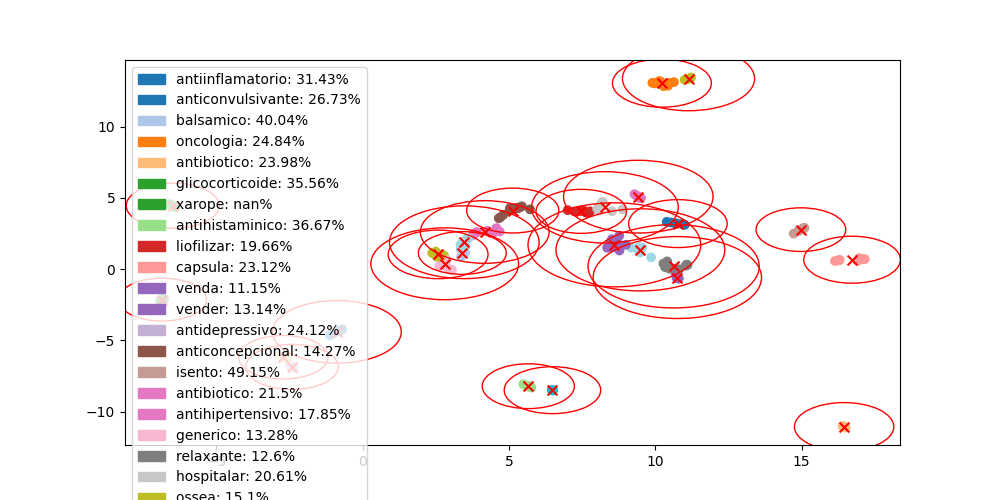 antiinflamatorio: 31.43%
anticonvulsivante: 26.73%
balsamico: 40.04%
oncologia: 24.84%
antibiotico: 23.98%
glicocorticoide: 35.56%
xarope: nan%
antihistaminico: 36.67%
liofilizar: 19.66%
capsula: 23.12%
venda: 11.15%
vender: 13.14%
antidepressivo: 24.12%
anticoncepcional: 14.27%
isento: 49.15%
antibiotico: 21.5%
antihipertensivo: 17.85%
generico: 13.28%
relaxante: 12.6%
hospitalar: 20.61%
ossea: 15.1%
10
5
0
−5
−10
−5 0 5 10 15